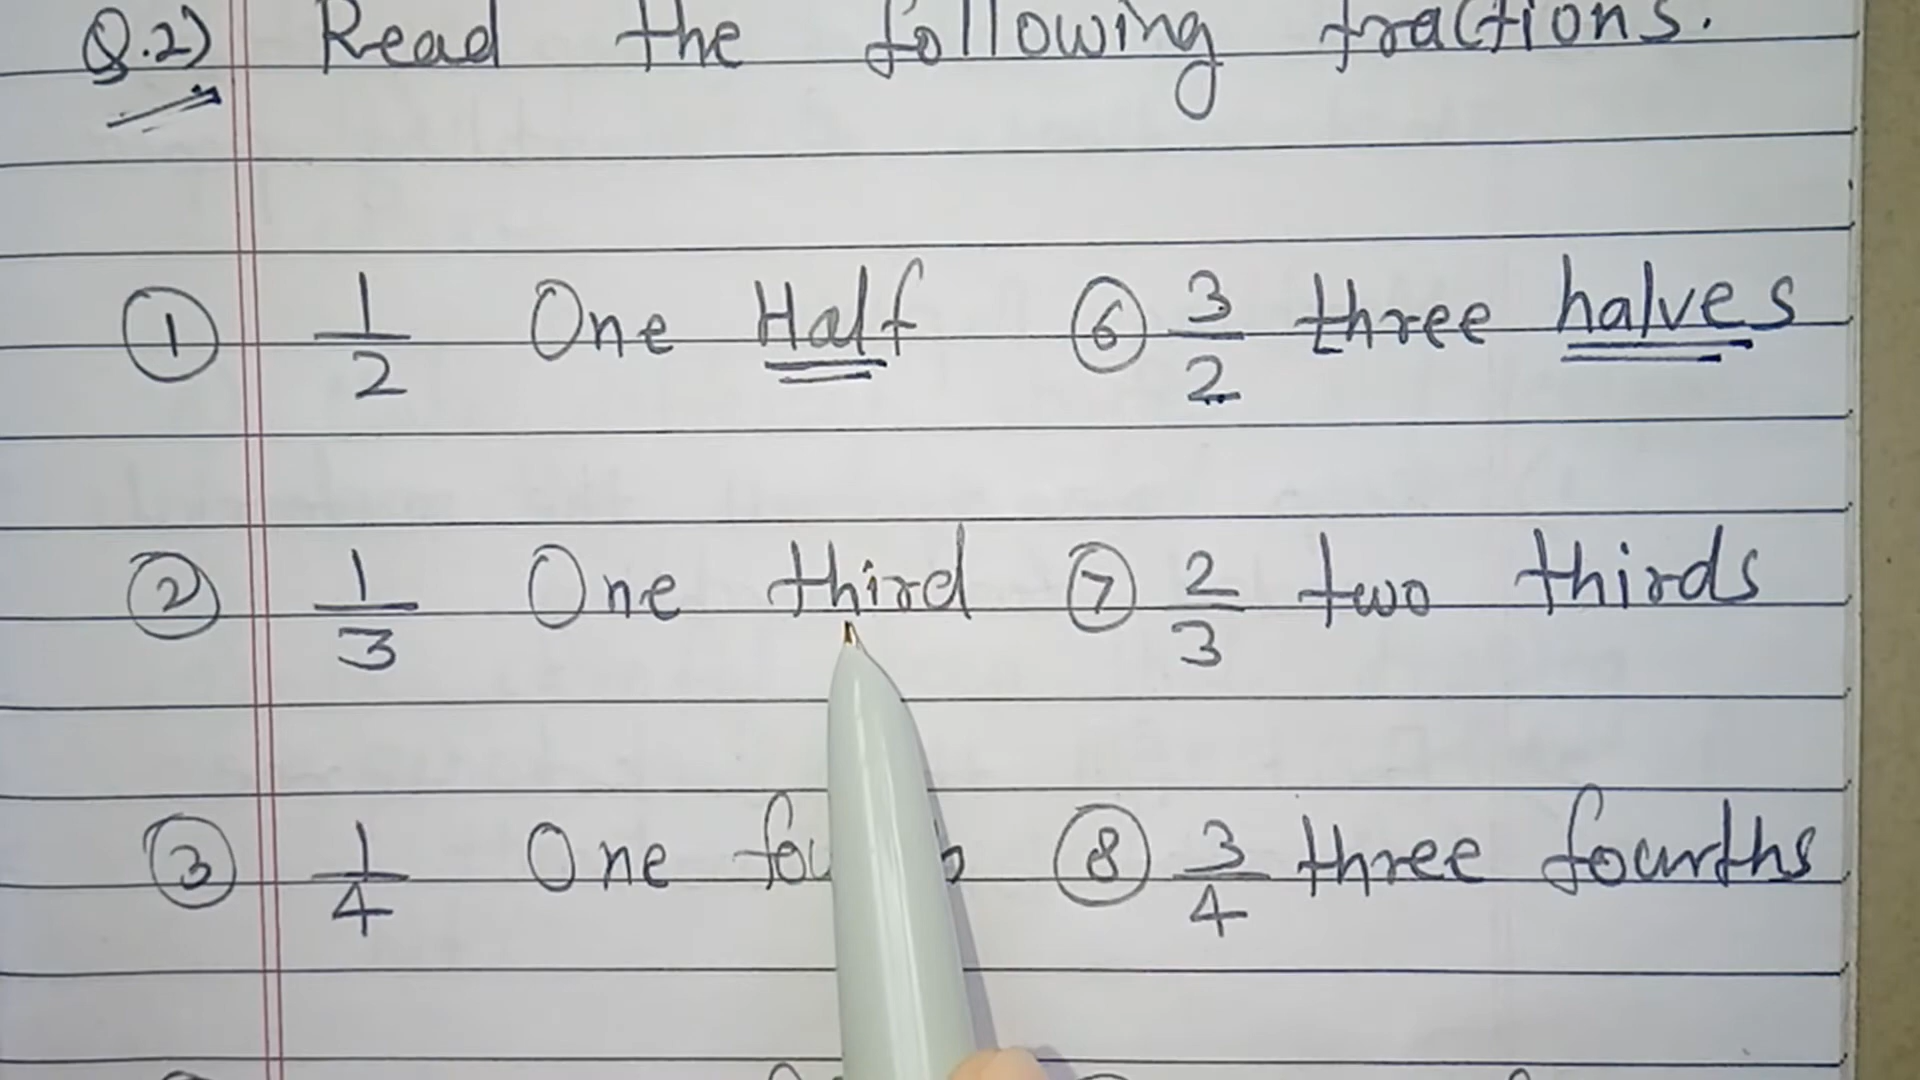 Q.2) Read the following fractions.
① 1/2 One Half ⑥ 3/2 three halves
② 1/3 One third ⑦ 2/3 two thirds
③ 1/4 One ⑧ 3/4 three fourths